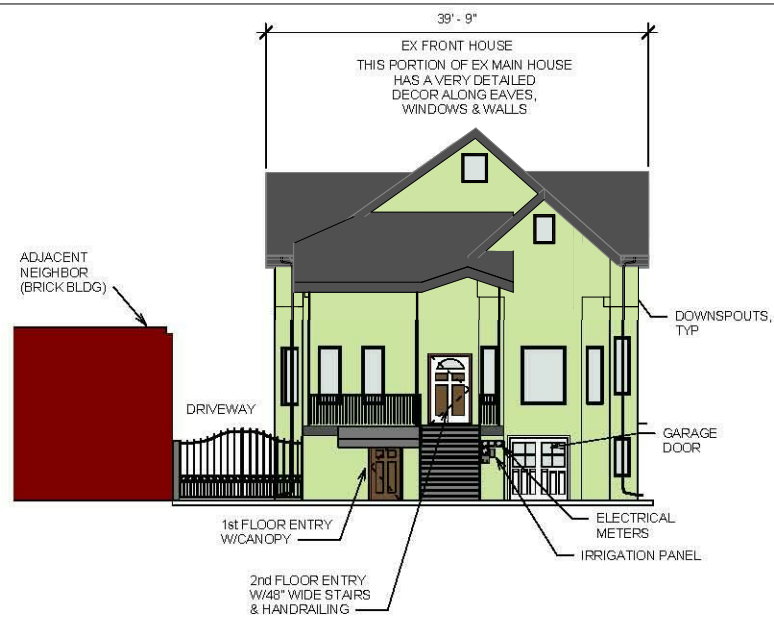 39' - 9"
EX FRONT HOUSE
THIS PORTION OF EX MAIN HOUSE
HAS A VERY DETAILED
DECOR ALONG EAVES,
WINDOWS & WALLS
ADJACENT
NEIGHBOR
(BRICK BLDG)
DOWNSPOUTS,
TYP
DRIVEWAY
GARAGE
DOOR
1st FLOOR ENTRY
W/CANOPY
ELECTRICAL
METERS
IRRIGATION PANEL
2nd FLOOR ENTRY
W/48" WIDE STAIRS
& HANDRAILING